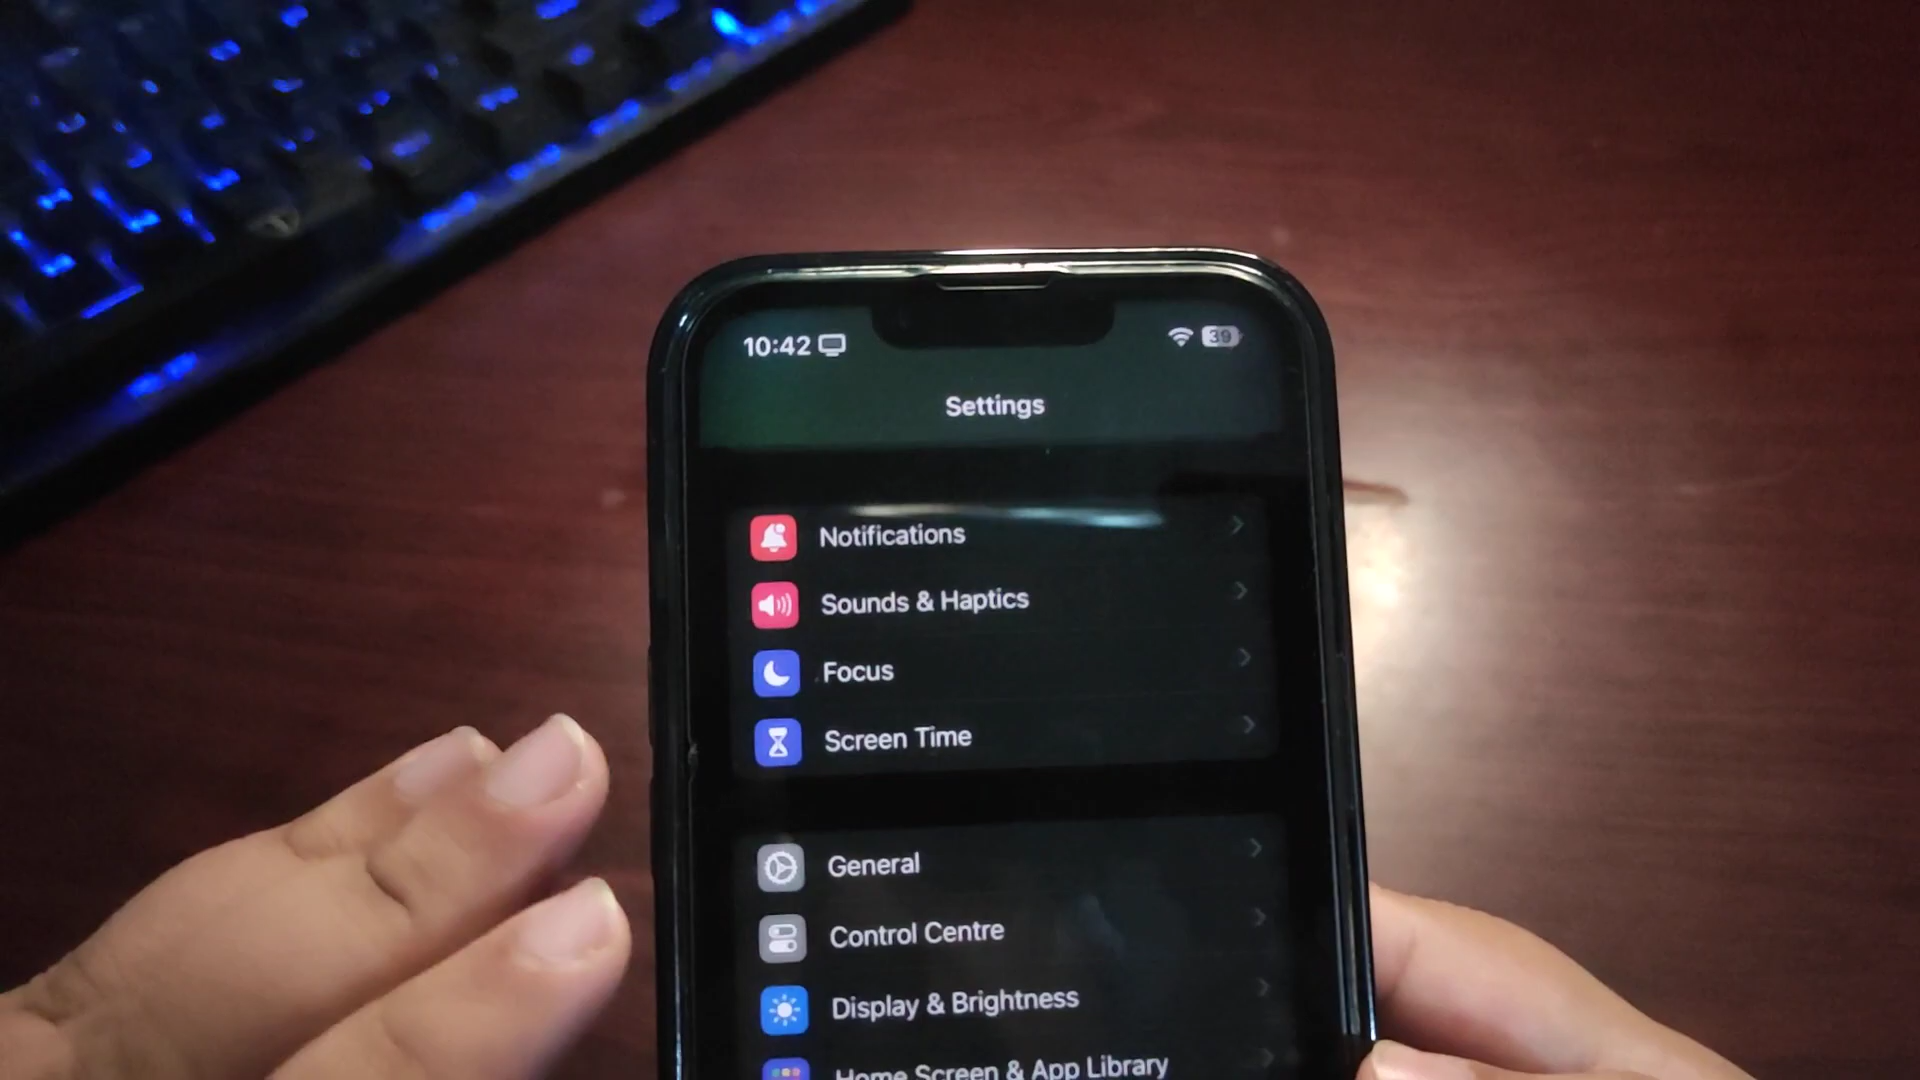 10:42
39
Settings
Notifications
Sounds & Haptics
Focus
Screen Time
General
Control Centre
Display & Brightness
Home Screen & App Library